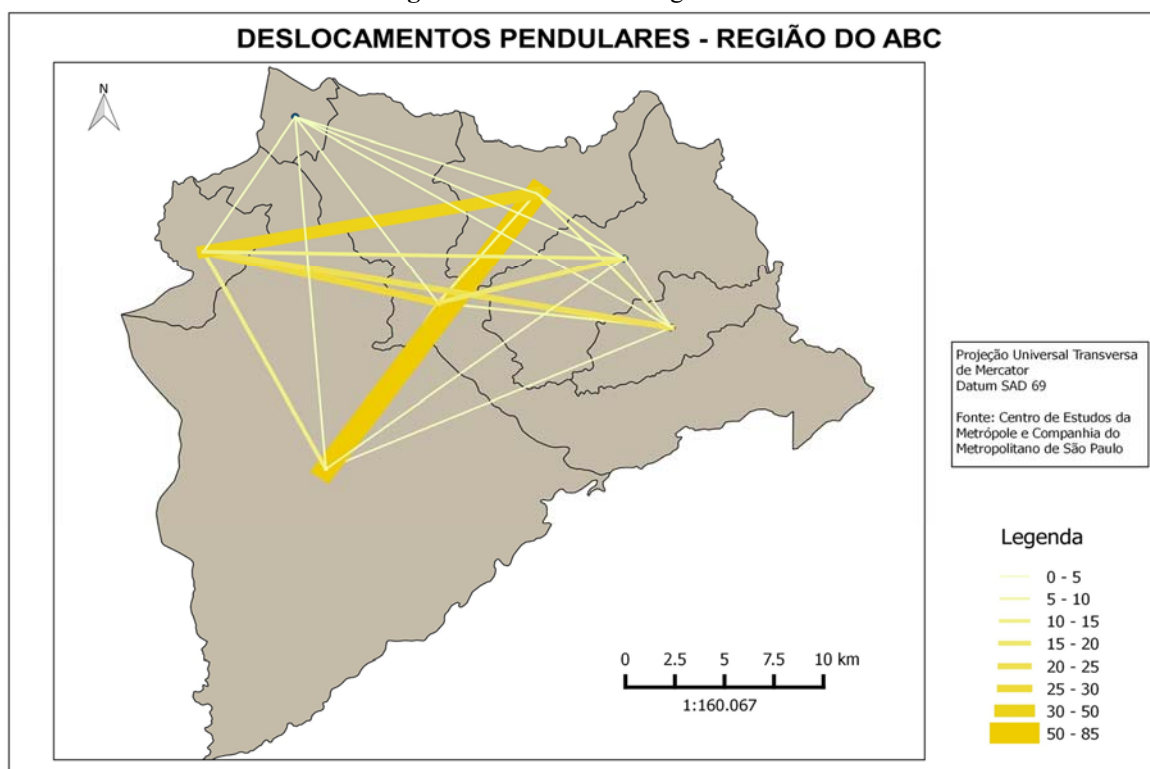 DESLOCAMENTOS PENDULARES - REGIÃO DO ABC
N
Projeção Universal Transversa
de Mercator
Datum SAD 69
Fonte: Centro de Estudos da
Metrópole e Companhia do
Metropolitano de São Paulo
Legenda
0 - 5
5 - 10
10 - 15
15 - 20
20 - 25
25 - 30
30 - 50
50 - 85
0 2.5 5 7.5 10 km
1:160.067